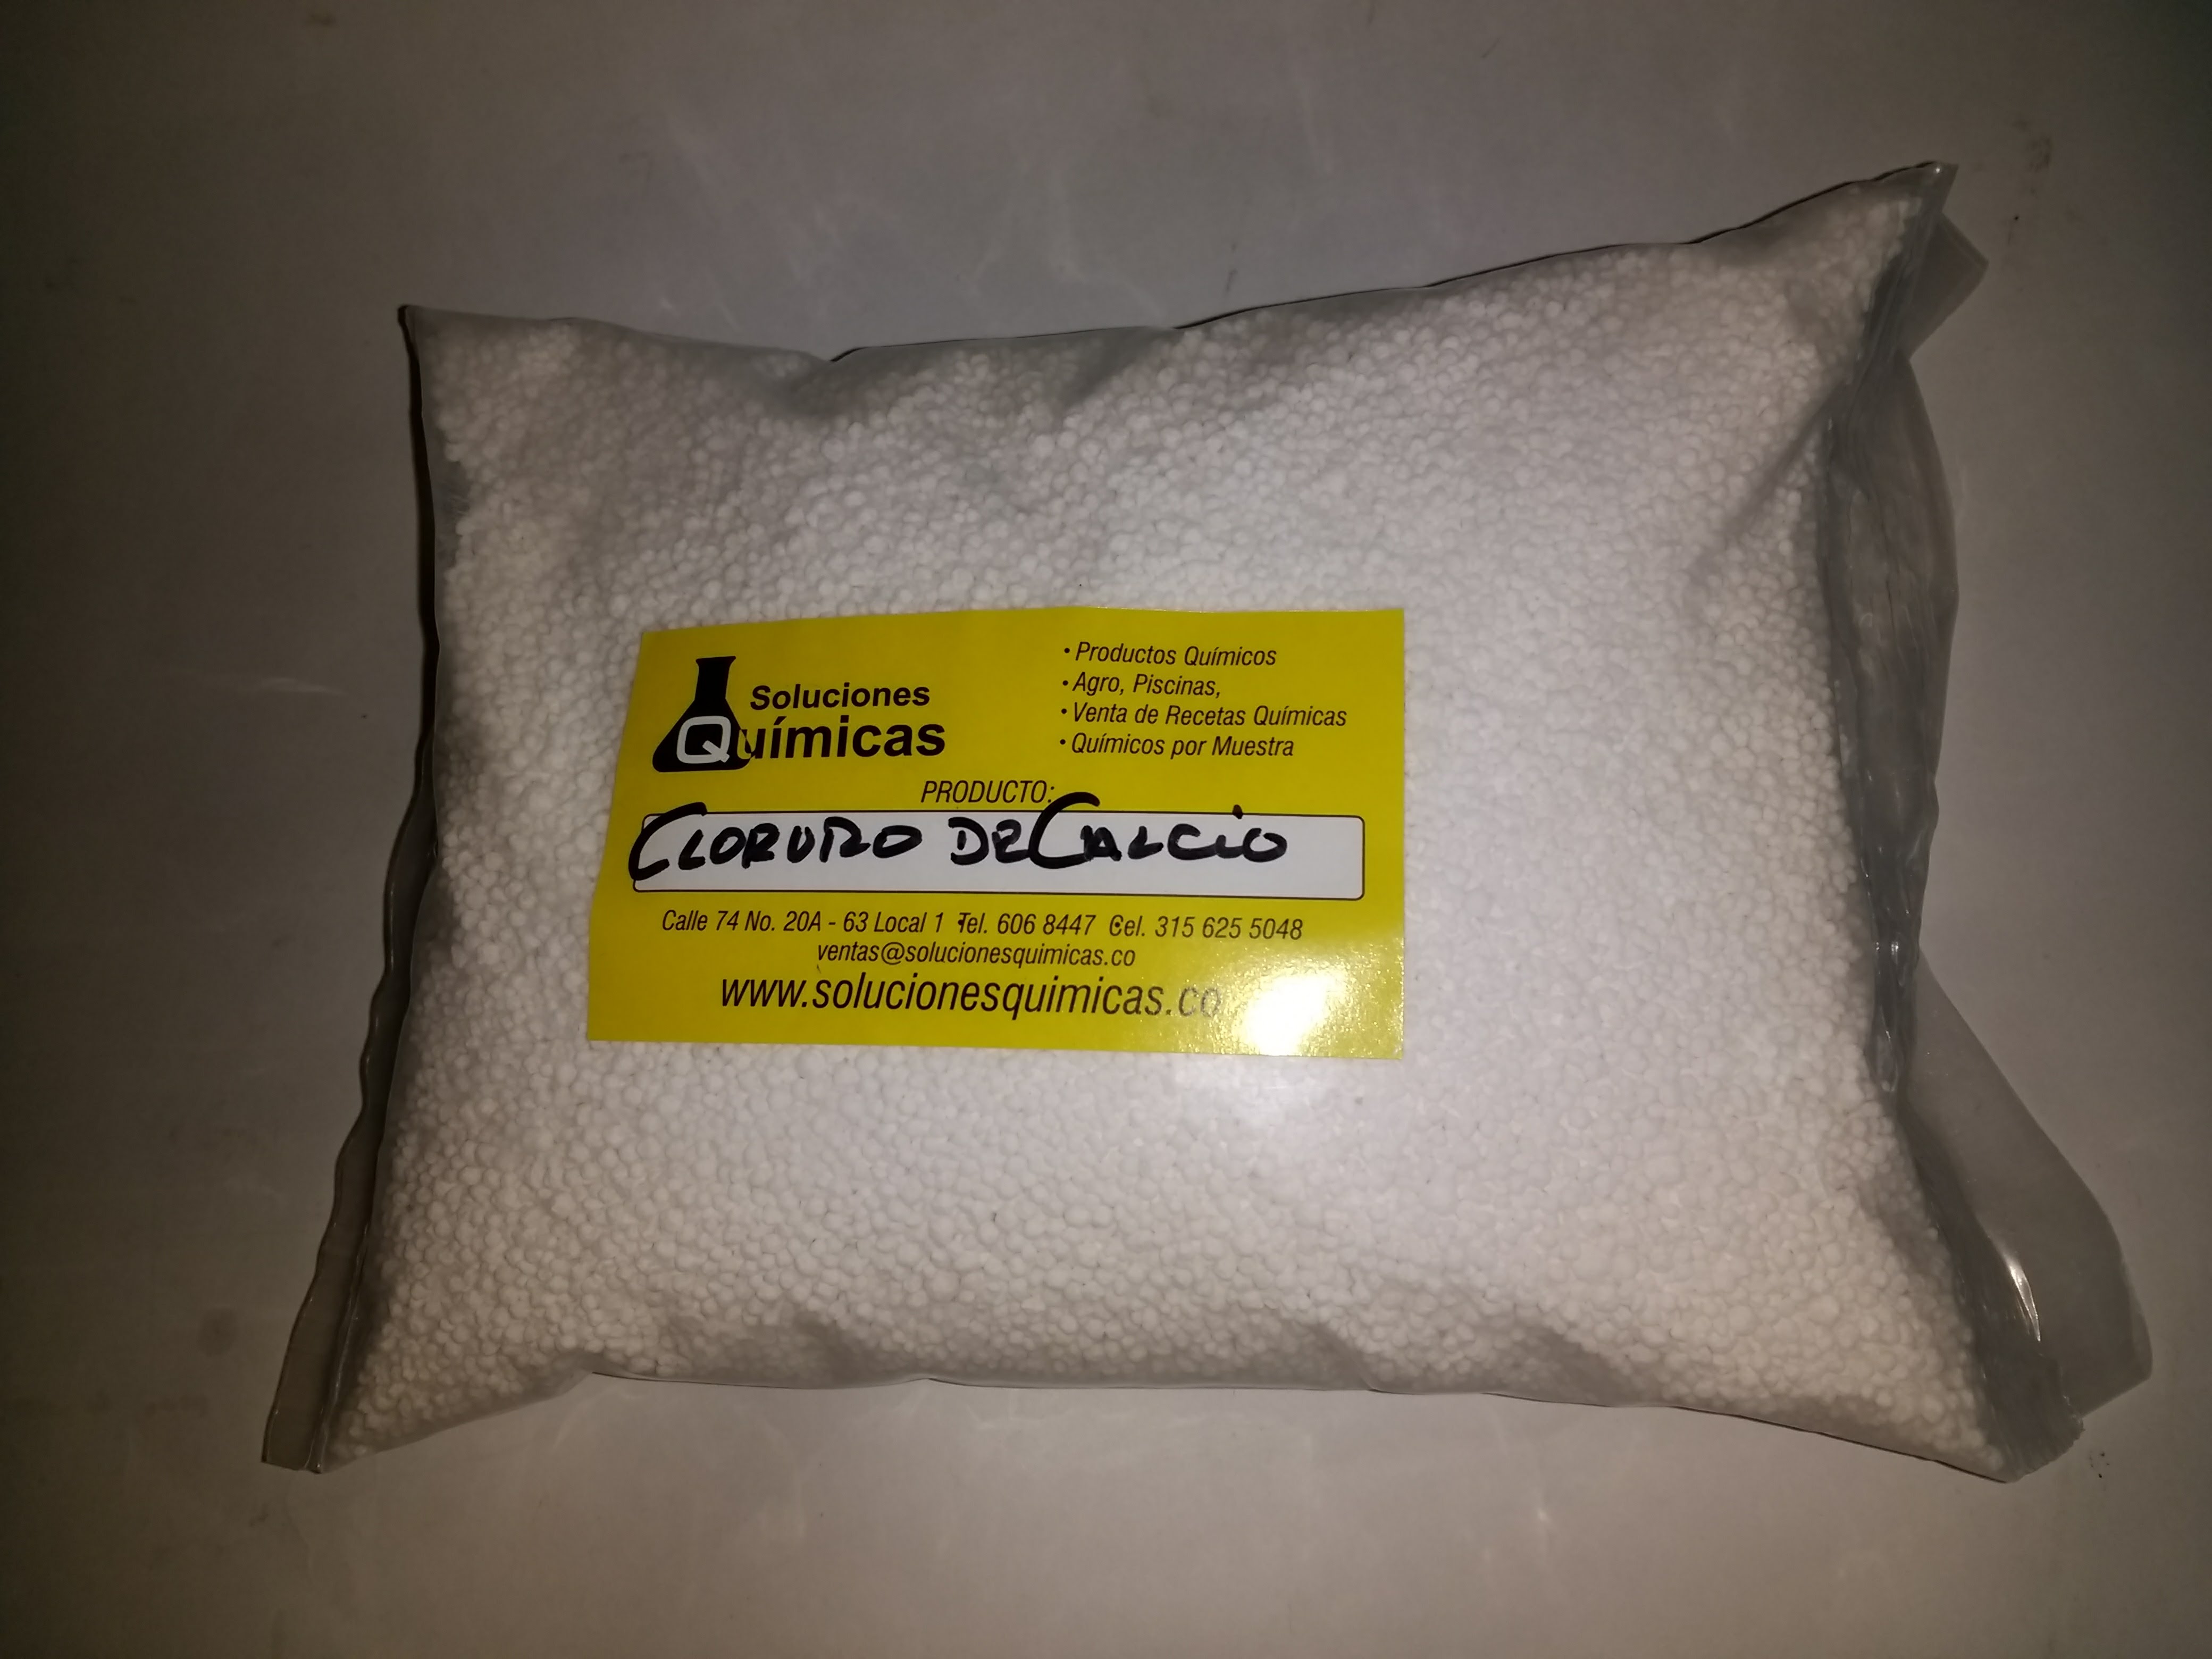 Soluciones
Químicas
• Productos Químicos
• Agro, Piscinas,
• Venta de Recetas Químicas
• Químicos por Muestra
PRODUCTO:
CLORURO DE CALCIO
Calle 74 No. 20A - 63 Local 1 Tel. 606 8447 Cel. 315 625 5048
ventas@solucionesquimicas.co
www.solucionesquimicas.co